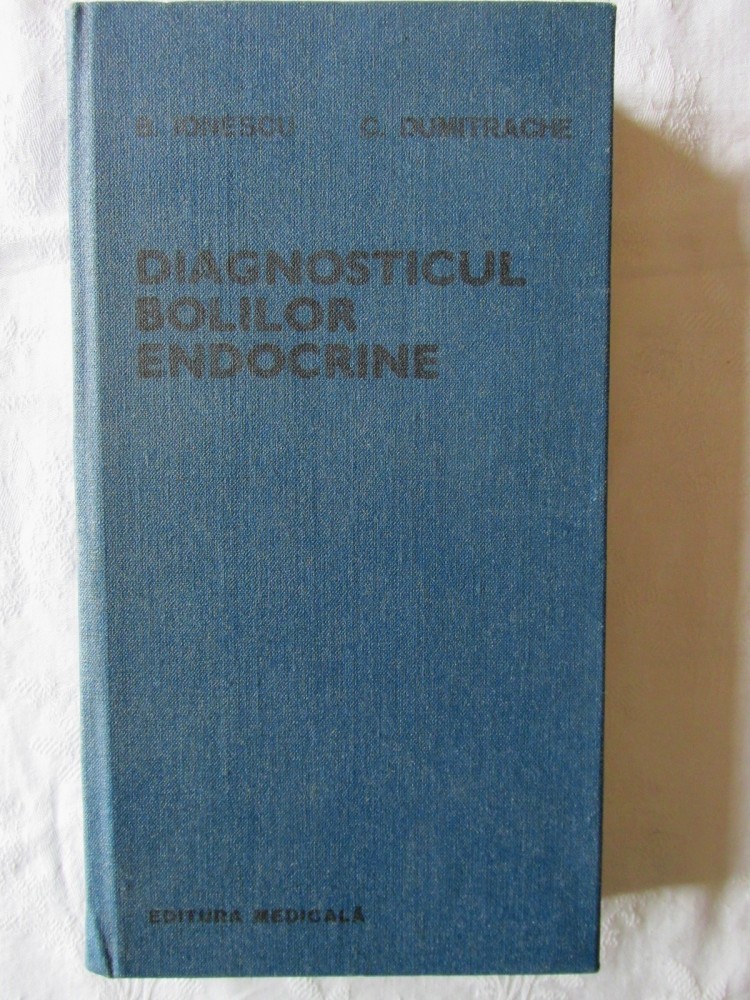 B. IONESCU C. DUMITRACHE
DIAGNOSTICUL
BOLILOR
ENDOCRINE
EDITURA MEDICALĂ